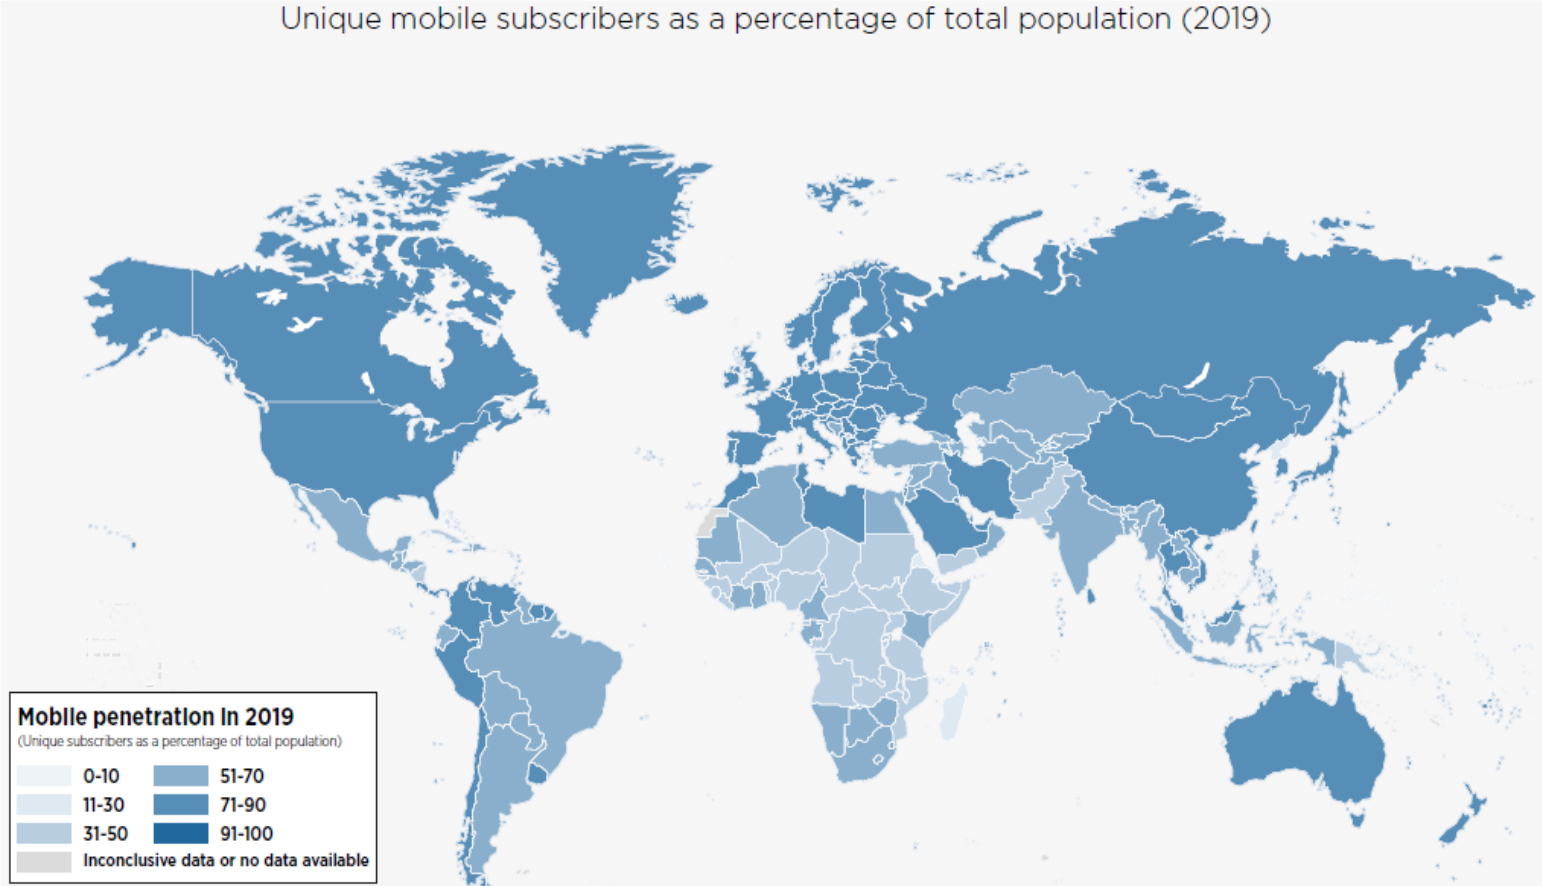 Unique mobile subscribers as a percentage of total population (2019)
Mobile penetration in 2019
(Unique subscribers as a percentage of total population)
0-10 51-70
11-30 71-90
31-50 91-100
Inconclusive data or no data available